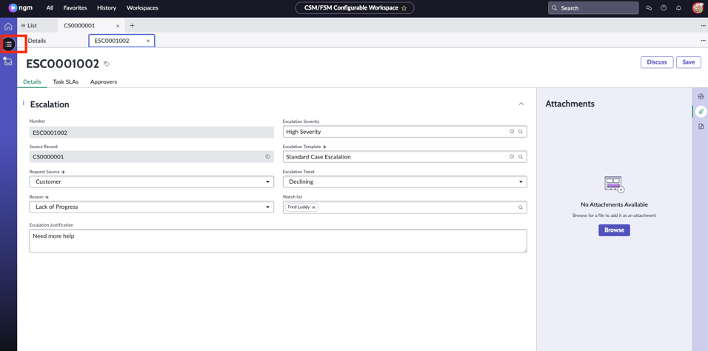 ngm All Favorites History Workspaces CSM/FSM Configurable Workspace Search
List CS0000001
Details ESC0001002
ESC0001002 Discuss Save
Details Task SLAs Approvers
Escalation
Number
ESC0001002
Escalation Severity
High Severity
Source Record
CS0000001
Escalation Template
Standard Case Escalation
Request Source
Customer
Escalation Trend
Declining
Reason
Lack of Progress
Watch list
Fred Luddy
Escalation Justification
Need more help
Attachments
No Attachments Available
Browse for a file to add it as an attachment
Browse